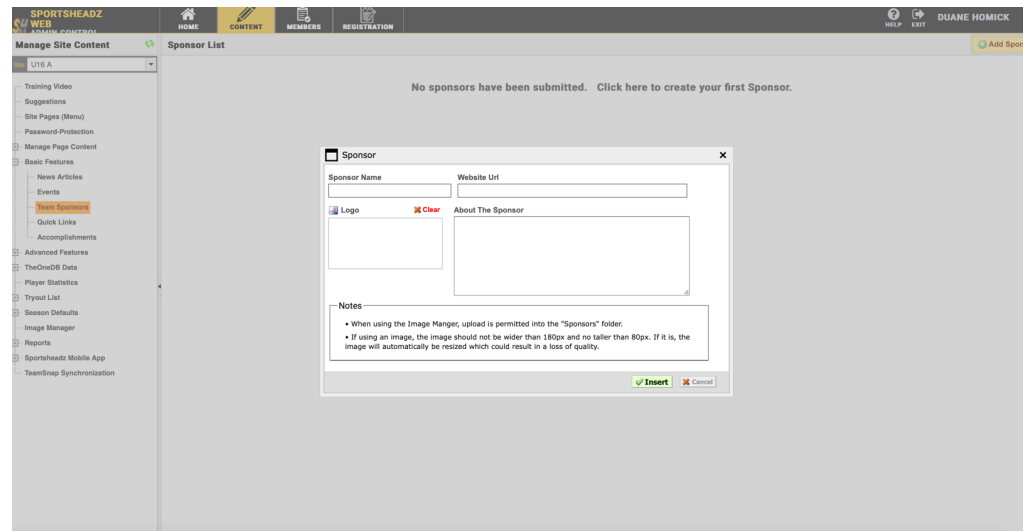 SPORTSHEADZ
WEB
ADMIN CONTROL
HOME
CONTENT
MEMBERS
REGISTRATION
HELP
EXIT
DUANE HOMICK
Manage Site Content
Sponsor List
Add Spon
Site
U16 A
Training Video
Suggestions
Site Pages (Menu)
Password-Protection
Manage Page Content
Basic Features
News Articles
Events
Team Sponsors
Quick Links
Accomplishments
Advanced Features
TheOneDB Data
Player Statistics
Tryout List
Season Defaults
Image Manager
Reports
Sportsheadz Mobile App
TeamSnap Synchronization
No sponsors have been submitted. Click here to create your first Sponsor.
Sponsor
Sponsor Name
Website Url
Logo
Clear
About The Sponsor
Notes
• When using the Image Manger, upload is permitted into the "Sponsors" folder.
• If using an image, the image should not be wider than 180px and no taller than 80px. If it is, the
image will automatically be resized which could result in a loss of quality.
Insert
Cancel